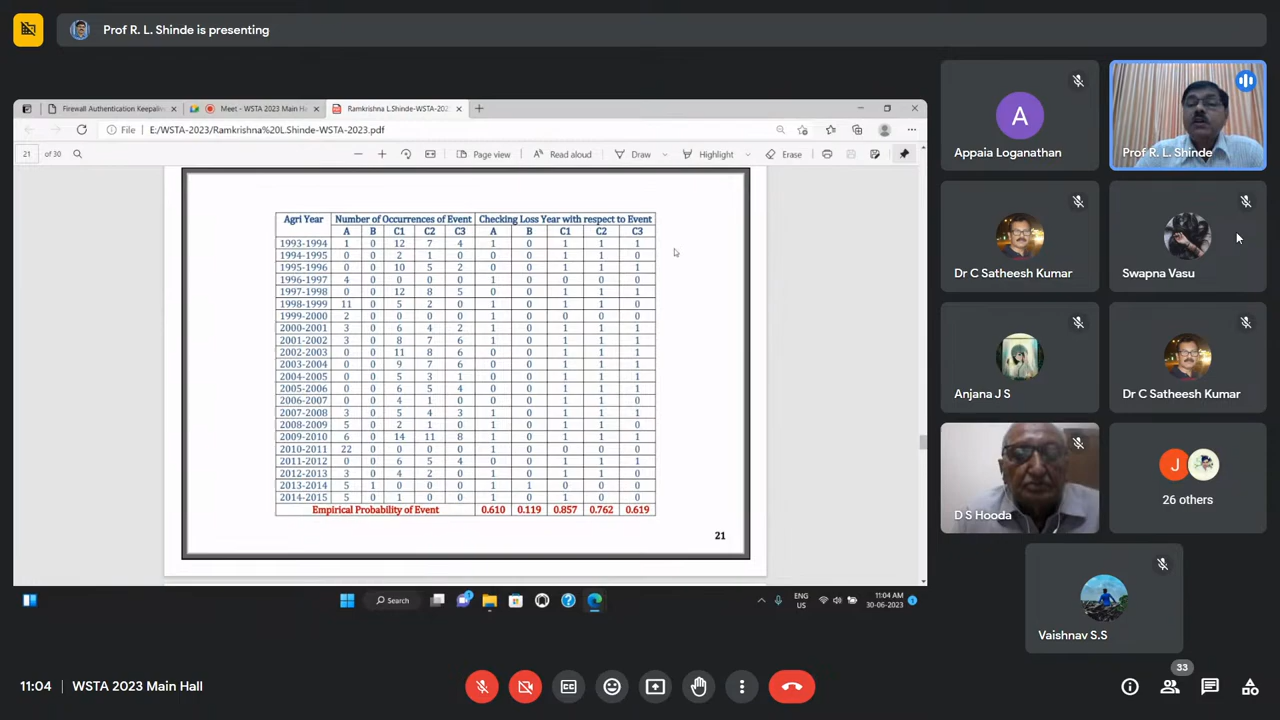 Prof R. L. Shinde is presenting
Firewall Authentication Keepaliv
Meet - WSTA 2023 Main Ha
Ramkrishna L.Shinde-WSTA-202
File E:/WSTA-2023/Ramkrishna%20L.Shinde-WSTA-2023.pdf
21 of 30 Page view Read aloud Draw Highlight Erase
Agri Year Number of Occurrences of Event Checking Loss Year with respect to Event
A B C1 C2 C3 A B C1 C2 C3
1993-1994 1 0 12 7 4 1 0 1 1 1
1994-1995 0 0 2 1 0 0 0 1 1 0
1995-1996 0 0 10 5 2 0 0 1 1 1
1996-1997 4 0 0 0 0 1 0 0 0 0
1997-1998 0 0 12 8 5 0 0 1 1 1
1998-1999 11 0 5 2 0 1 0 1 1 0
1999-2000 2 0 0 0 0 1 0 0 0 0
2000-2001 3 0 6 4 2 1 0 1 1 1
2001-2002 3 0 8 7 6 1 0 1 1 1
2002-2003 0 0 11 8 6 0 0 1 1 1
2003-2004 0 0 9 7 6 0 0 1 1 1
2004-2005 0 0 5 3 1 0 0 1 1 1
2005-2006 0 0 6 5 4 0 0 1 1 1
2006-2007 0 0 4 1 0 0 0 1 1 0
2007-2008 3 0 5 4 3 1 0 1 1 1
2008-2009 5 0 2 1 0 1 0 1 1 0
2009-2010 6 0 14 11 8 1 0 1 1 1
2010-2011 22 0 0 0 0 1 0 0 0 0
2011-2012 0 0 6 5 4 0 0 1 1 1
2012-2013 3 0 4 2 0 1 0 1 1 0
2013-2014 5 1 0 0 0 1 1 0 0 0
2014-2015 5 0 1 0 0 1 0 1 0 0
Empirical Probability of Event 0.610 0.119 0.857 0.762 0.619
21
Search
ENG
US
11:04 AM
30-06-2023
A
Appaia Loganathan
Prof R. L. Shinde
Dr C Satheesh Kumar
Swapna Vasu
Anjana J S
Dr C Satheesh Kumar
D S Hooda
J
26 others
Vaishnav S.S
11:04 WSTA 2023 Main Hall
33